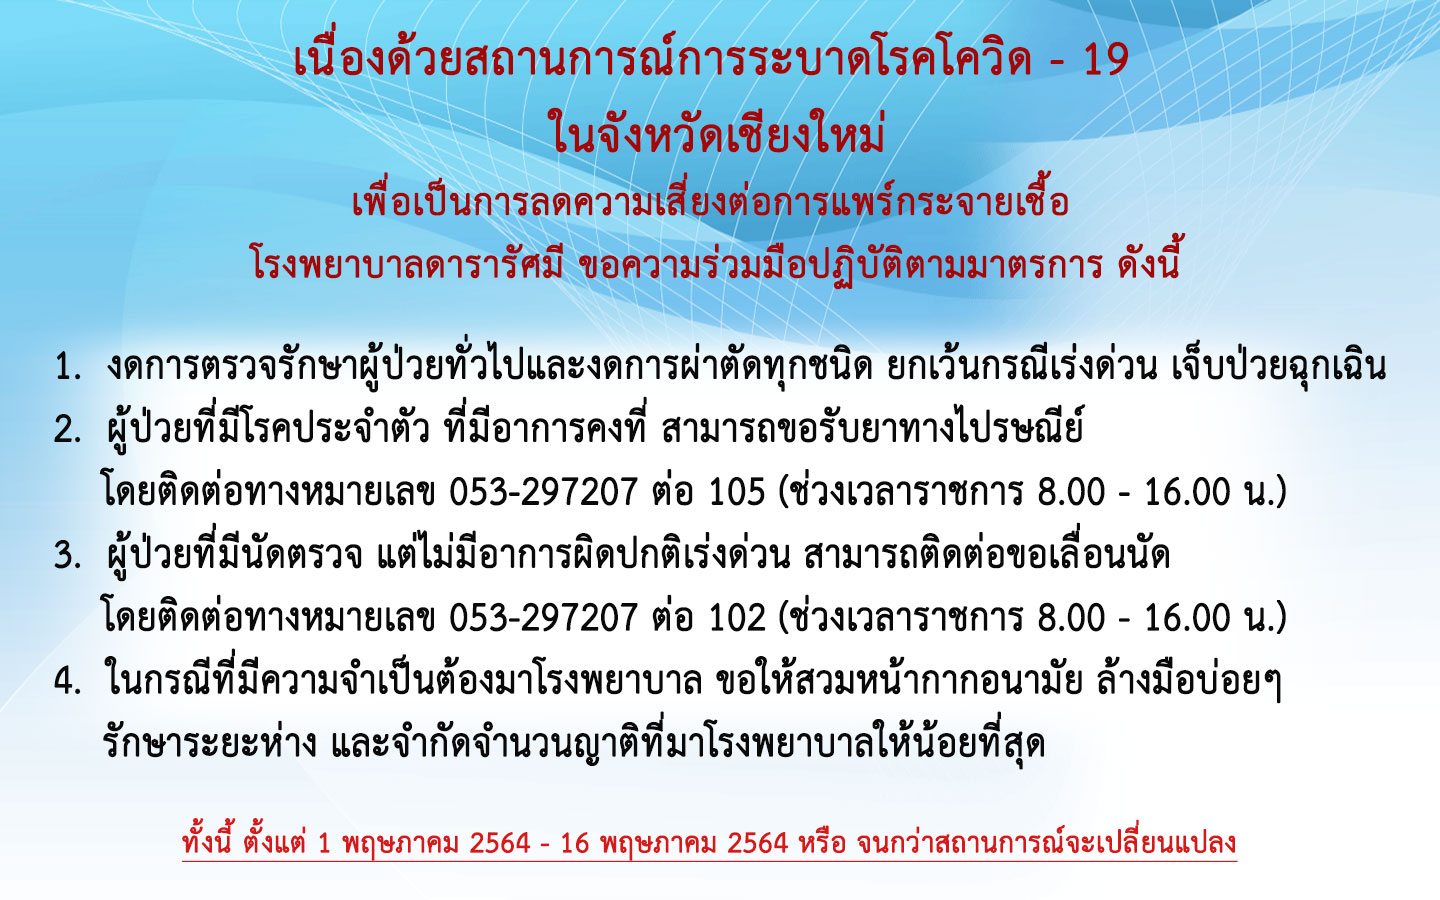 เนื่องด้วยสถานการณ์การระบาดโรคโควิด - 19
ในจังหวัดเชียงใหม่
เพื่อเป็นการลดความเสี่ยงต่อการแพร์กระจายเชื้อ
โรงพยาบาลดารารัศมี ขอความร่วมมือปฏิบัติตามมาตรการ ดังนี้
1. งดการตรวจรักษาผู้ป่วยทั่วไปและงดการผ่าตัดทุกชนิด ยกเว้นกรณีเร่งด่วน เจ็บป่วยฉุกเฉิน
2. ผู้ป่วยที่มีโรคประจำตัว ที่มีอาการคงที่ สามารถขอรับยาทางไปรษณีย์
โดยติดต่อทางหมายเลข 053-297207 ต่อ 105 (ช่วงเวลาราชการ 8.00 - 16.00 น.)
3. ผู้ป่วยที่มีนัดตรวจ แต่ไม่มีอาการผิดปกติเร่งด่วน สามารถติดต่อขอเลื่อนนัด
โดยติดต่อทางหมายเลข 053-297207 ต่อ 102 (ช่วงเวลาราชการ 8.00 - 16.00 น.)
4. ในกรณีที่มีความจำเป็นต้องมาโรงพยาบาล ขอให้สวมหน้ากากอนามัย ล้างมือบ่อยๆ
รักษาระยะห่าง และจำกัดจำนวนญาติที่มาโรงพยาบาลให้น้อยที่สุด
ทั้งนี้ ตั้งแต่ 1 พฤษภาคม 2564 - 16 พฤษภาคม 2564 หรือ จนกว่าสถานการณ์จะเปลี่ยนแปลง